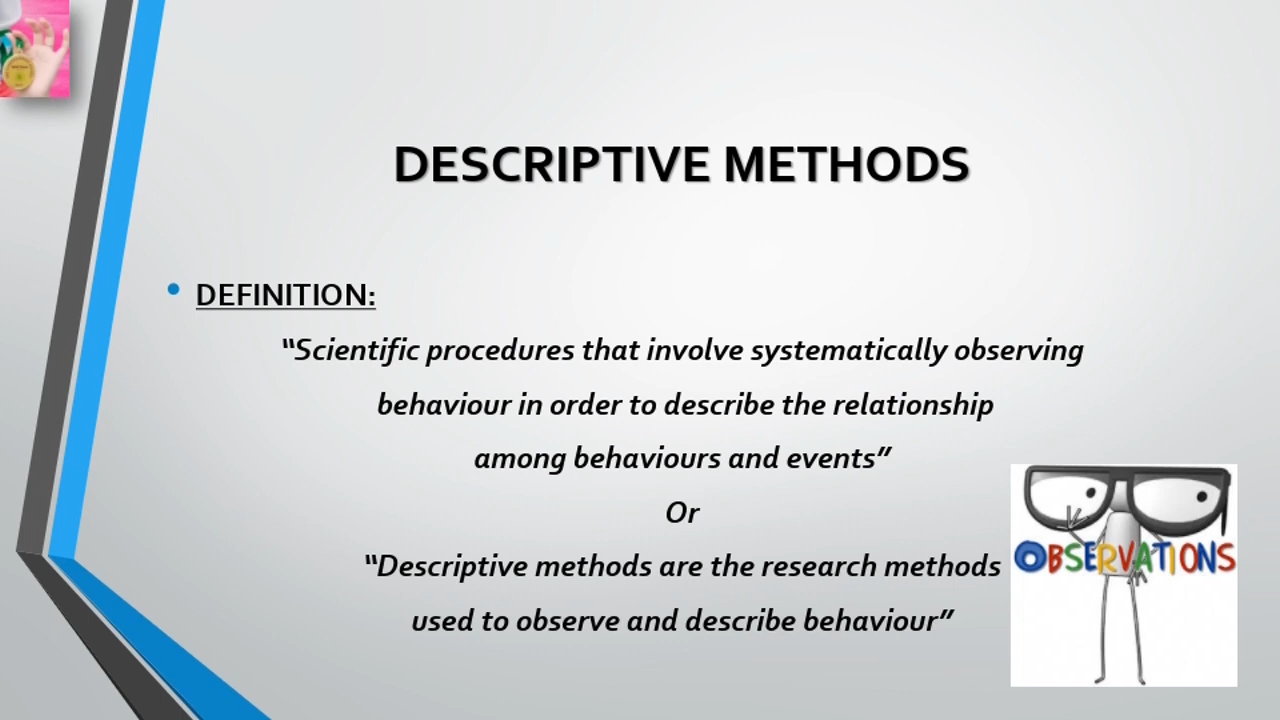 DESCRIPTIVE METHODS
• DEFINITION:
“Scientific procedures that involve systematically observing
behaviour in order to describe the relationship
among behaviours and events”
Or
“Descriptive methods are the research methods
used to observe and describe behaviour”
OBSERVATIONS